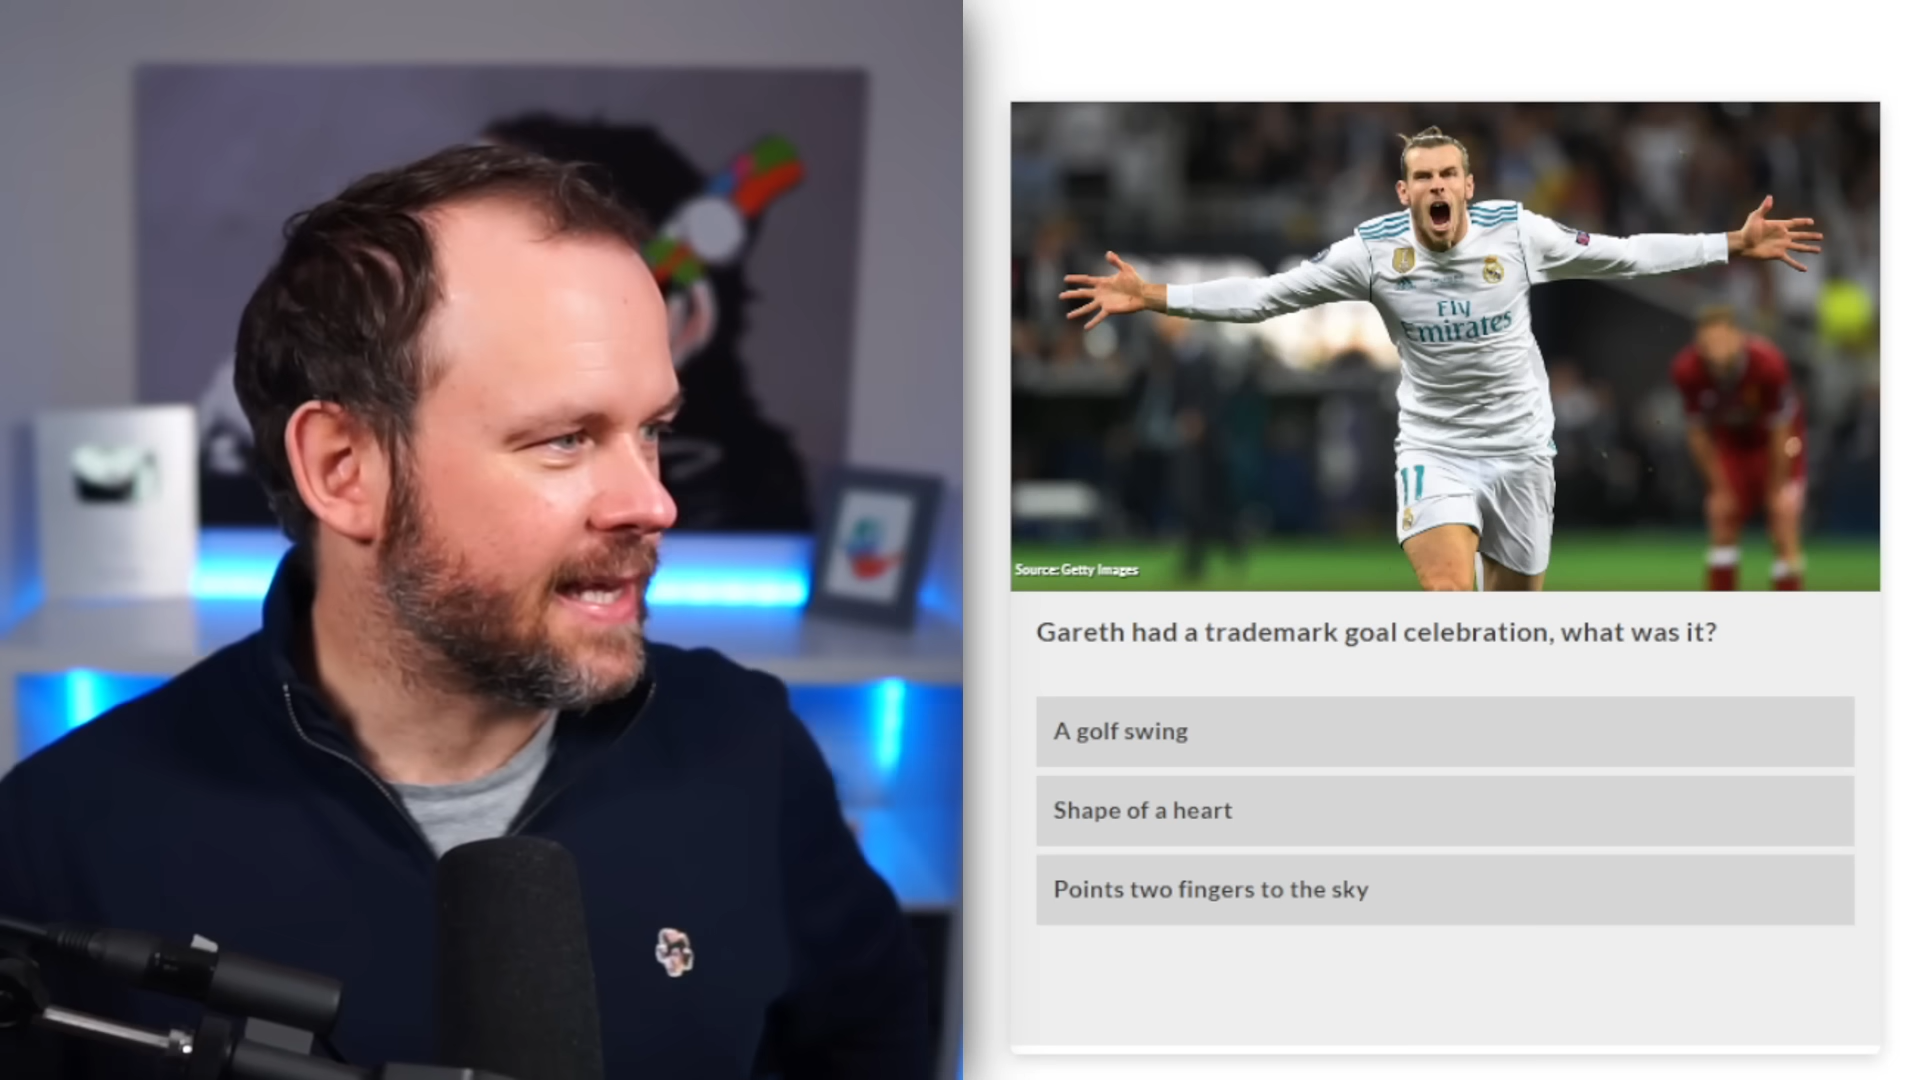 Fly
Emirates
11
Source: Getty Images
Gareth had a trademark goal celebration, what was it?
A golf swing
Shape of a heart
Points two fingers to the sky